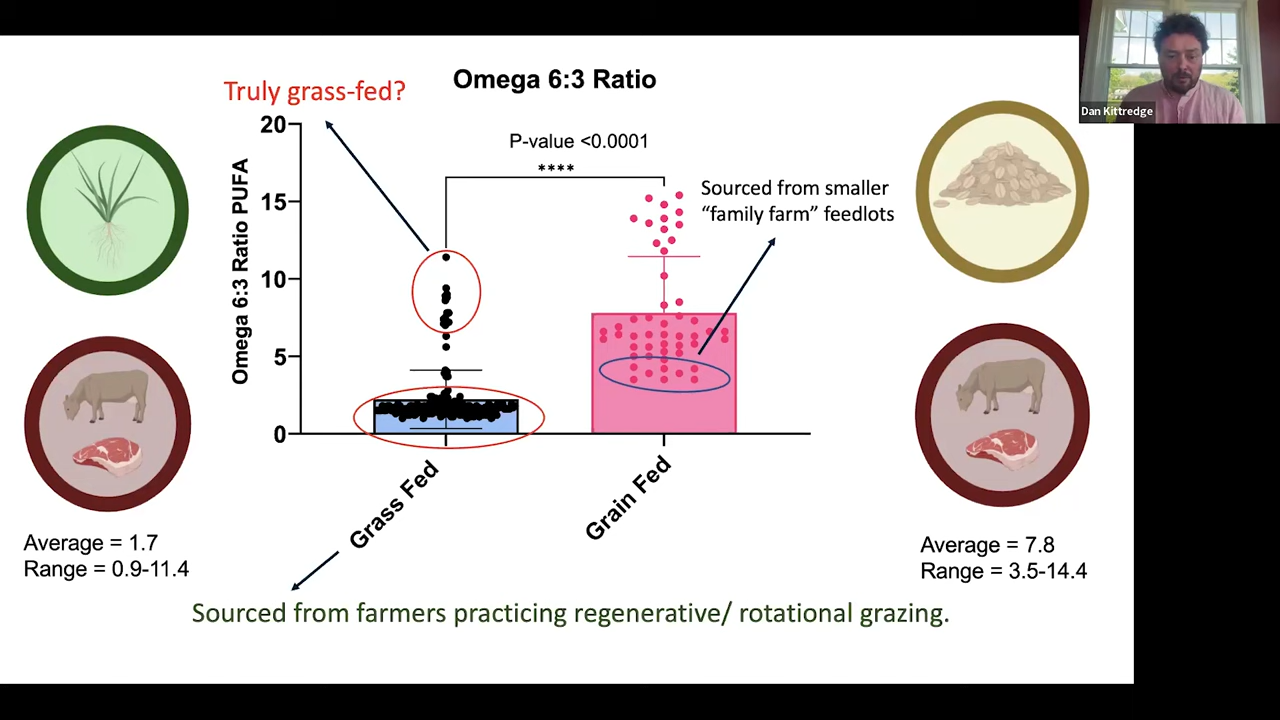 Omega 6:3 Ratio
Truly grass-fed?
Dan Kittredge
P-value <0.0001
****
Sourced from smaller
“family farm” feedlots
Omega 6:3 Ratio PUFA
20
15
10
5
0
Grass Fed
Grain Fed
Average = 1.7
Range = 0.9-11.4
Average = 7.8
Range = 3.5-14.4
Sourced from farmers practicing regenerative/ rotational grazing.